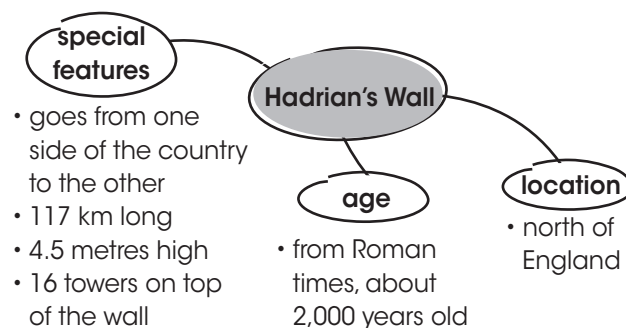 special
features
Hadrian's Wall
• goes from one
side of the country
to the other
• 117 km long
• 4.5 metres high
• 16 towers on top
of the wall
age
• from Roman
times, about
2,000 years old
location
• north of
England